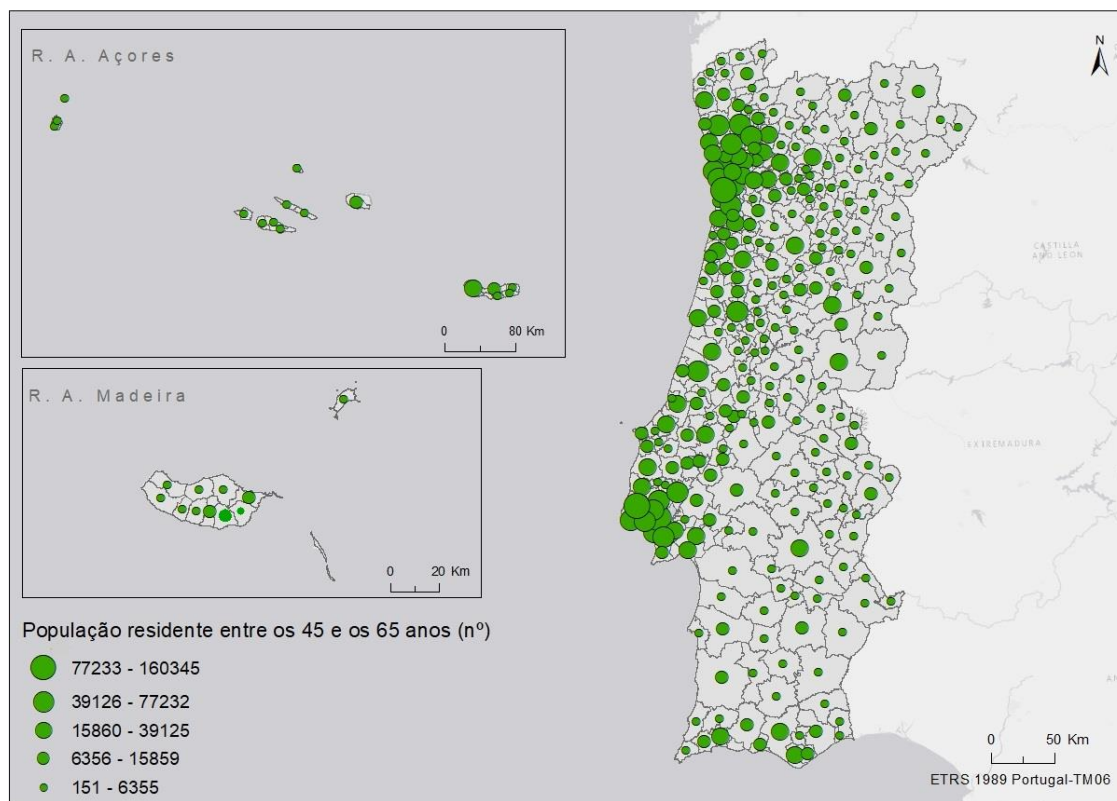 R. A. Açores
0 80 Km
R. A. Madeira
0 20 Km
População residente entre os 45 e os 65 anos (nº)
77233 - 160345
39126 - 77232
15860 - 39125
6356 - 15859
151 - 6355
N
CASTILLA
EXTREMADURA
0 50 Km
ETRS 1989 Portugal-TM06